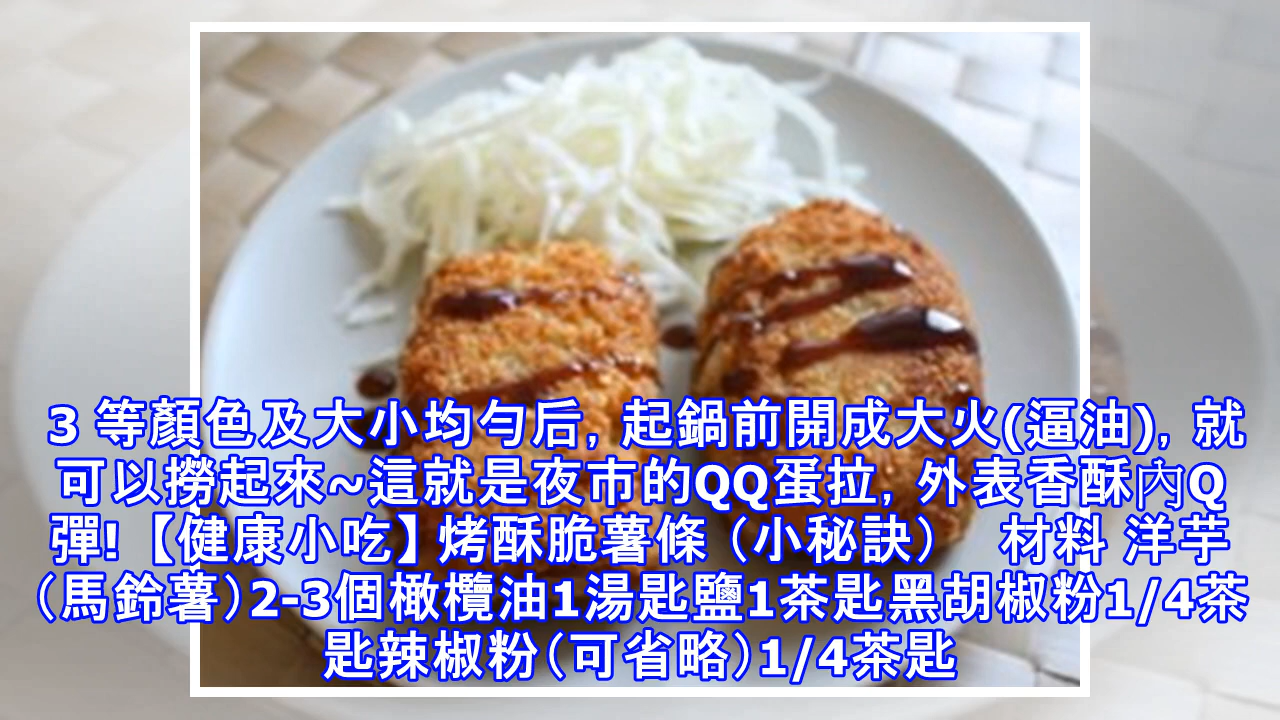 3 等顏色及大小均勻后, 起鍋前開成大火(逼油), 就
可以撈起來~這就是夜市的QQ蛋拉, 外表香酥內Q
彈!【健康小吃】烤酥脆薯條（小秘訣） 材料 洋芋
（馬鈴薯）2-3個橄欖油1湯匙鹽1茶匙黑胡椒粉1/4茶
匙辣椒粉（可省略）1/4茶匙